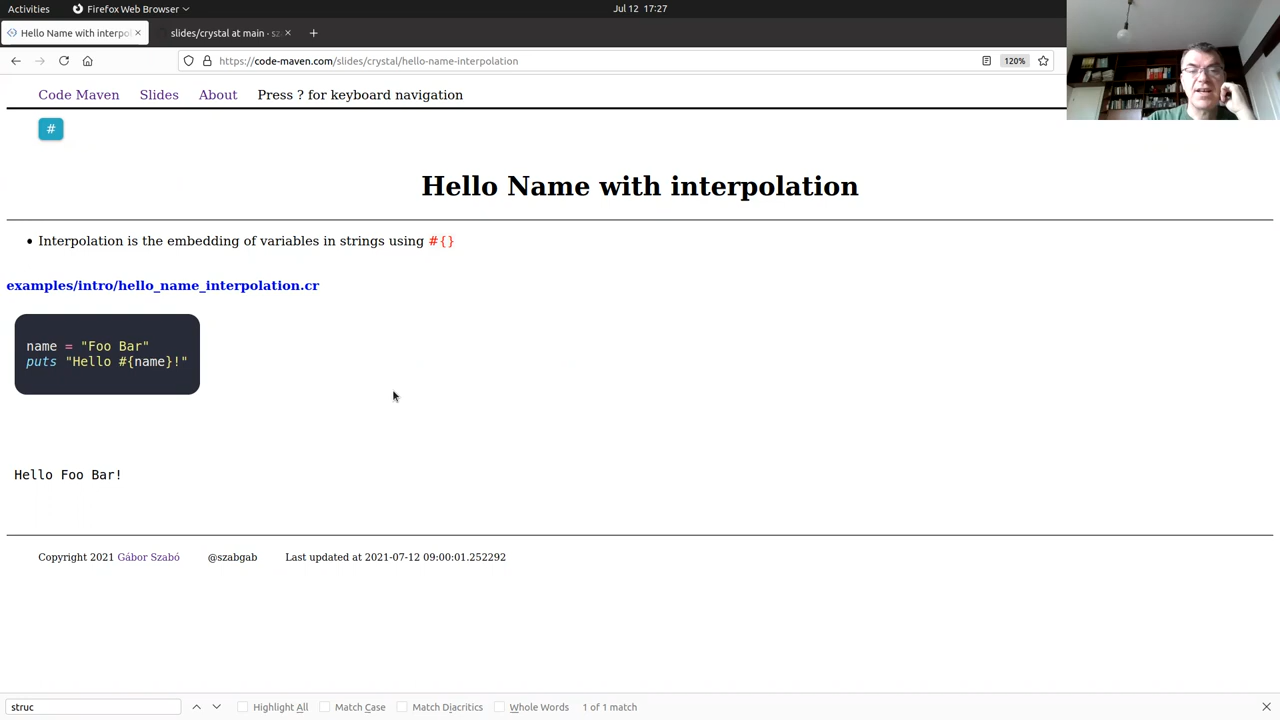 Activities Firefox Web Browser Jul 12 17:27
Hello Name with interpol slides/crystal at main · sz
https://code-maven.com/slides/crystal/hello-name-interpolation 120%
Code Maven Slides About Press ? for keyboard navigation
#
Hello Name with interpolation
• Interpolation is the embedding of variables in strings using #{}
examples/intro/hello_name_interpolation.cr
name = "Foo Bar"
puts "Hello #{name}!"
Hello Foo Bar!
Copyright 2021 Gábor Szabó @szabgab Last updated at 2021-07-12 09:00:01.252292
struc Highlight All Match Case Match Diacritics Whole Words 1 of 1 match